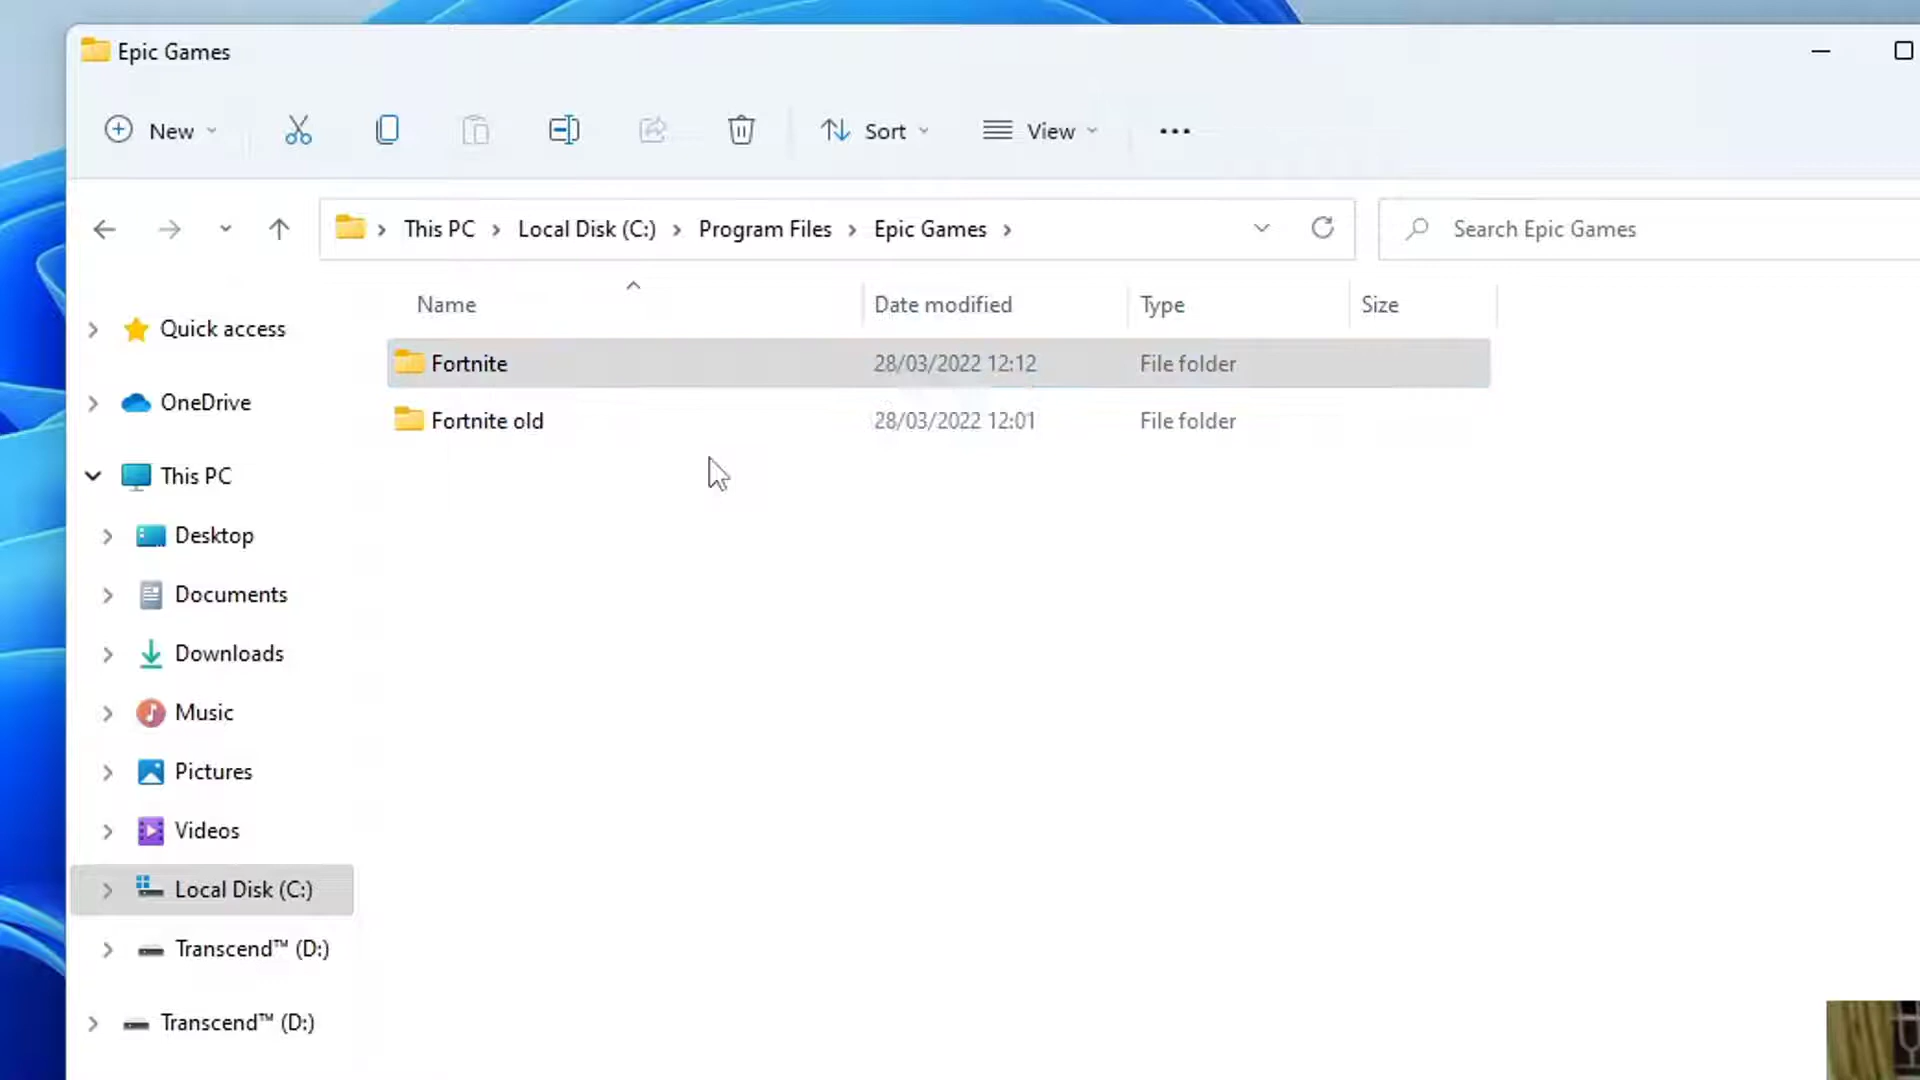 Epic Games
New
Sort
View
This PC
Local Disk (C:)
Program Files
Epic Games
Search Epic Games
Name
Date modified
Type
Size
Fortnite
28/03/2022 12:12
File folder
Fortnite old
28/03/2022 12:01
File folder
Quick access
OneDrive
This PC
Desktop
Documents
Downloads
Music
Pictures
Videos
Local Disk (C:)
Transcend™ (D:)
Transcend™ (D:)